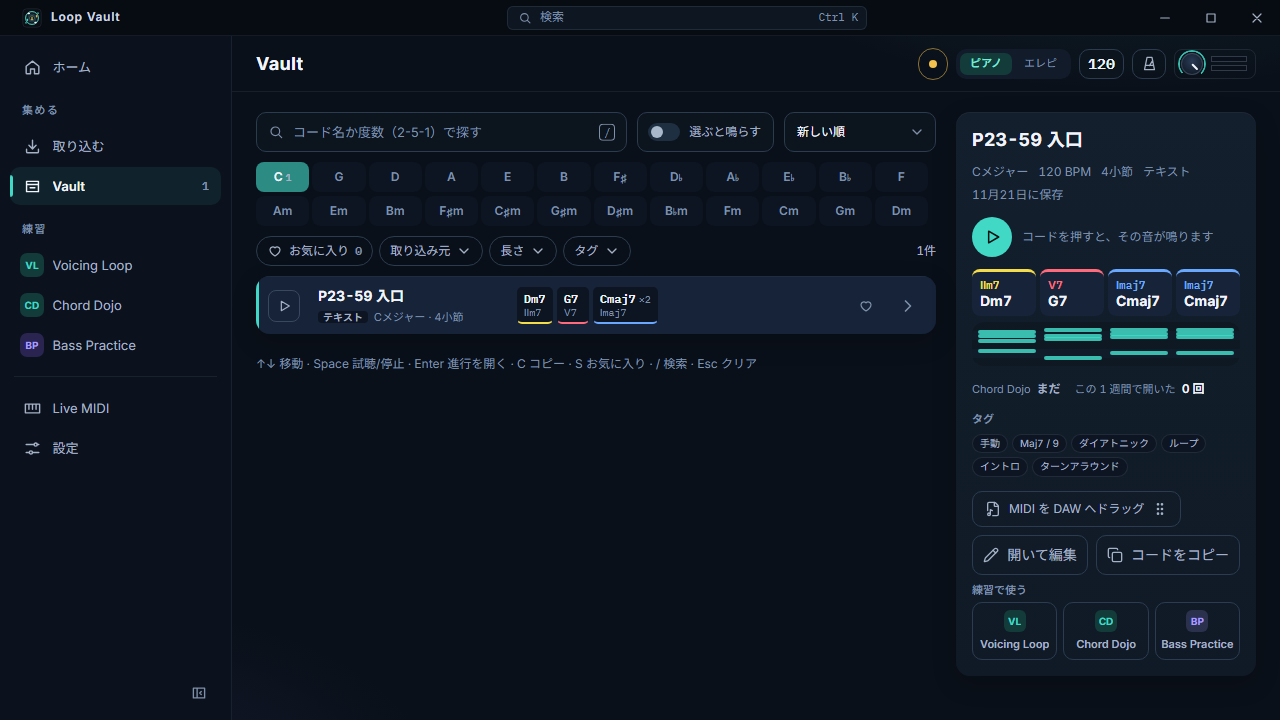 Loop Vault
検索
Ctrl K
ホーム
集める
取り込む
Vault 1
練習
VL Voicing Loop
CD Chord Dojo
BP Bass Practice
Live MIDI
設定
Vault
ピアノ エレピ 120
コード名か度数（2-5-1）で探す /
選ぶと鳴らす
新しい順
C 1 G D A E B F♯ D♭ A♭ E♭ B♭ F
Am Em Bm F♯m C♯m G♯m D♯m B♭m Fm Cm Gm Dm
お気に入り 0 取り込み元 長さ タグ 1件
P23-59 入口
テキスト Cメジャー · 4小節
Dm7 G7 Cmaj7 ×2
IIm7 V7 Imaj7
↑↓ 移動 · Space 試聴/停止 · Enter 進行を開く · C コピー · S お気に入り · / 検索 · Esc クリア
P23-59 入口
Cメジャー 120 BPM 4小節 テキスト
11月21日に保存
コードを押すと、その音が鳴ります
IIm7 V7 Imaj7 Imaj7
Dm7 G7 Cmaj7 Cmaj7
Chord Dojo まだ この 1 週間で開いた 0 回
タグ
手動 Maj7 / 9 ダイアトニック ループ
イントロ ターンアラウンド
MIDI を DAW へドラッグ
開いて編集 コードをコピー
練習で使う
VL CD BP
Voicing Loop Chord Dojo Bass Practice